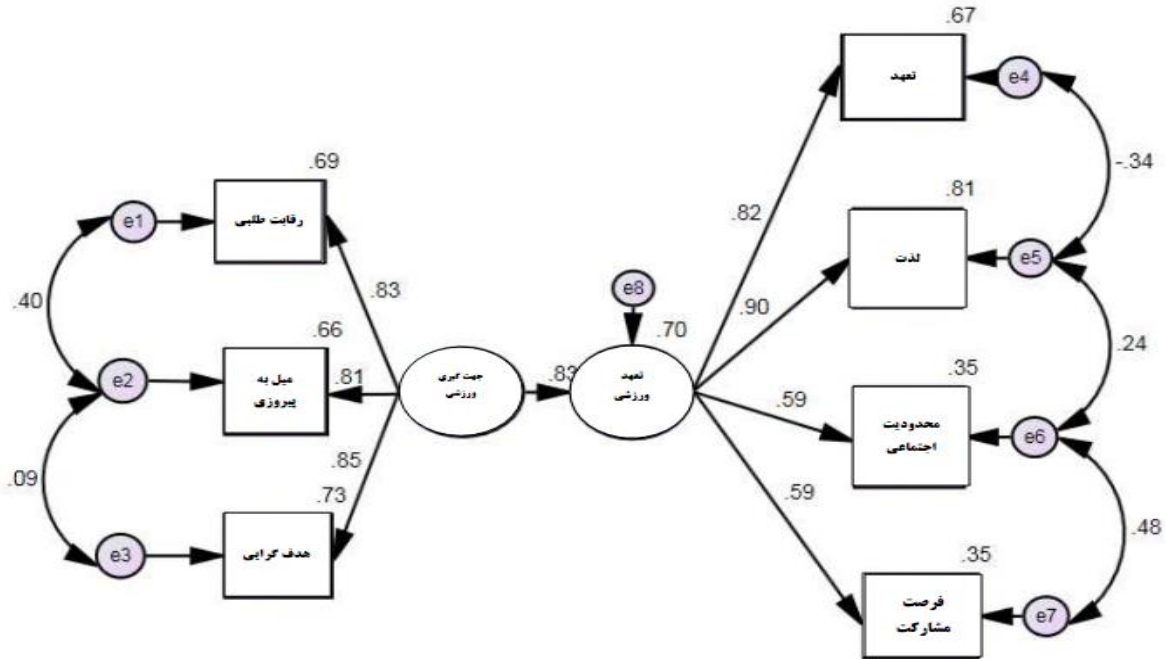 .67
تعهد
e4
-.34
.69
.81
e1
رقابت طلبی
.82
لذت
e5
e8
.83
.90
.40
.70
.24
.66
.35
e2
میل به
پیروزی
.81
جهت گیری
ورزشی
.83
تعهد
ورزشی
.59
محدودیت
اجتماعی
e6
.85
.09
.73
.59
.48
e3
هدف گرایی
.35
فرصت
مشارکت
e7